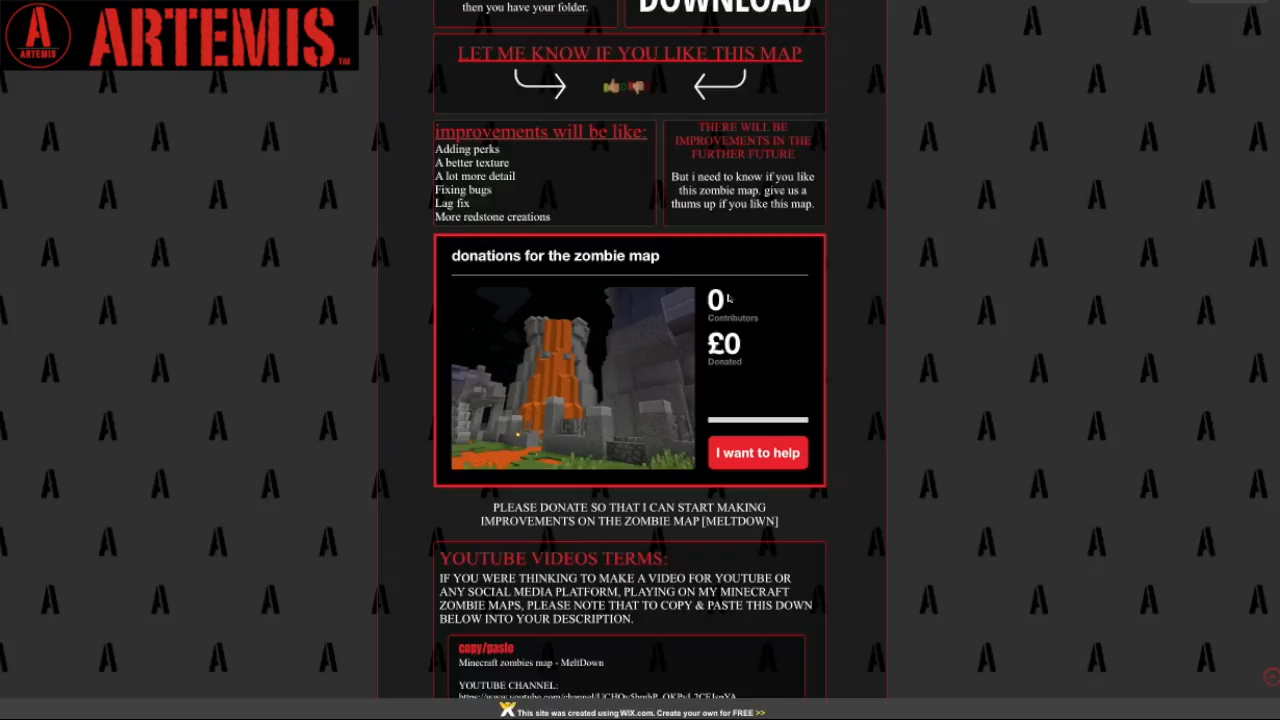 A
ARTEMIS
ARTEMIS™
then you have your folder.
DOWNLOAD
LET ME KNOW IF YOU LIKE THIS MAP
improvements will be like:
Adding perks
A better texture
A lot more detail
Fixing bugs
Lag fix
More redstone creations
THERE WILL BE
IMPROVEMENTS IN THE
FURTHER FUTURE
But i need to know if you like
this zombie map. give us a
thums up if you like this map.
donations for the zombie map
0
Contributors
£0
Donated
I want to help
PLEASE DONATE SO THAT I CAN START MAKING
IMPROVEMENTS ON THE ZOMBIE MAP [MELTDOWN]
YOUTUBE VIDEOS TERMS:
IF YOU WERE THINKING TO MAKE A VIDEO FOR YOUTUBE OR
ANY SOCIAL MEDIA PLATFORM, PLAYING ON MY MINECRAFT
ZOMBIE MAPS, PLEASE NOTE THAT TO COPY & PASTE THIS DOWN
BELOW INTO YOUR DESCRIPTION.
copy/paste
Minecraft zombies map - MeltDown
YOUTUBE CHANNEL:
This site was created using WIX.com. Create your own for FREE >>